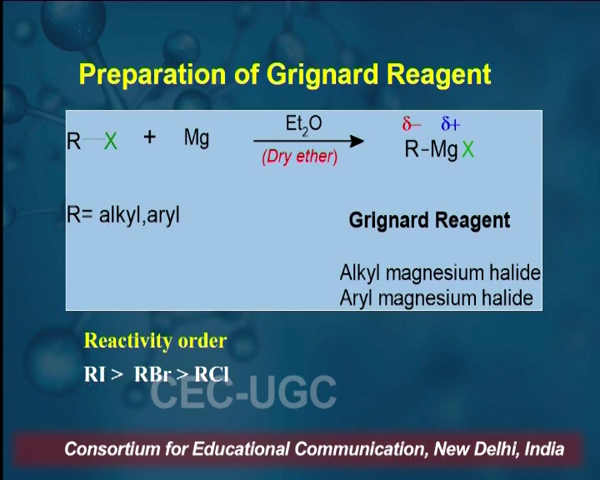 Preparation of Grignard Reagent
R—X + Mg Et₂O (Dry ether) δ− δ+ R-MgX
R= alkyl,aryl
Grignard Reagent
Alkyl magnesium halide
Aryl magnesium halide
Reactivity order
RI > RBr > RCl
CEC-UGC
Consortium for Educational Communication, New Delhi, India